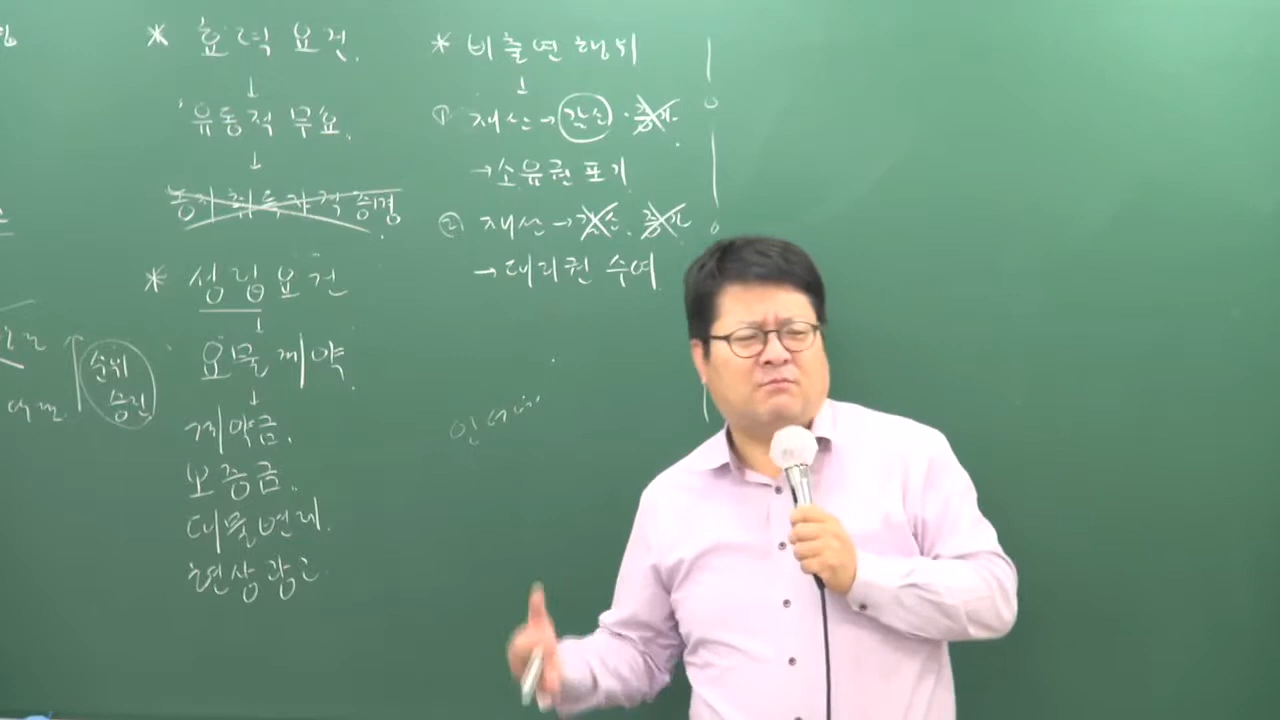 * 효력 요건.
↓
유동적 무효.
↓
농지취득자격증명.
* 성립요건
↓
요물계약.
↓
계약금.
보증금.
대물변제.
현상광고
순위
승진
* 비출연행위
↓
① 재산→감소·증가
→소유권 포기
② 재산→감소·증가
→대리권 수여